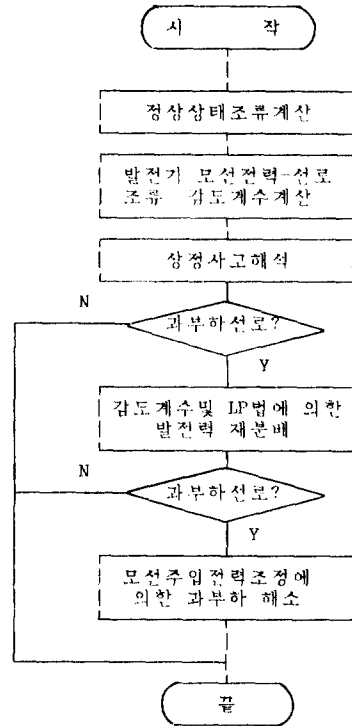 시 작
정상상태조류계산
발전기 모선전력-선로
조류 감도계수계산
상정사고해석
N
과부하선로?
Y
감도계수및 LP법에 의한
발전력 재분배
N
과부하선로?
Y
모선주입전력조정에
의한 과부하 해소
끝